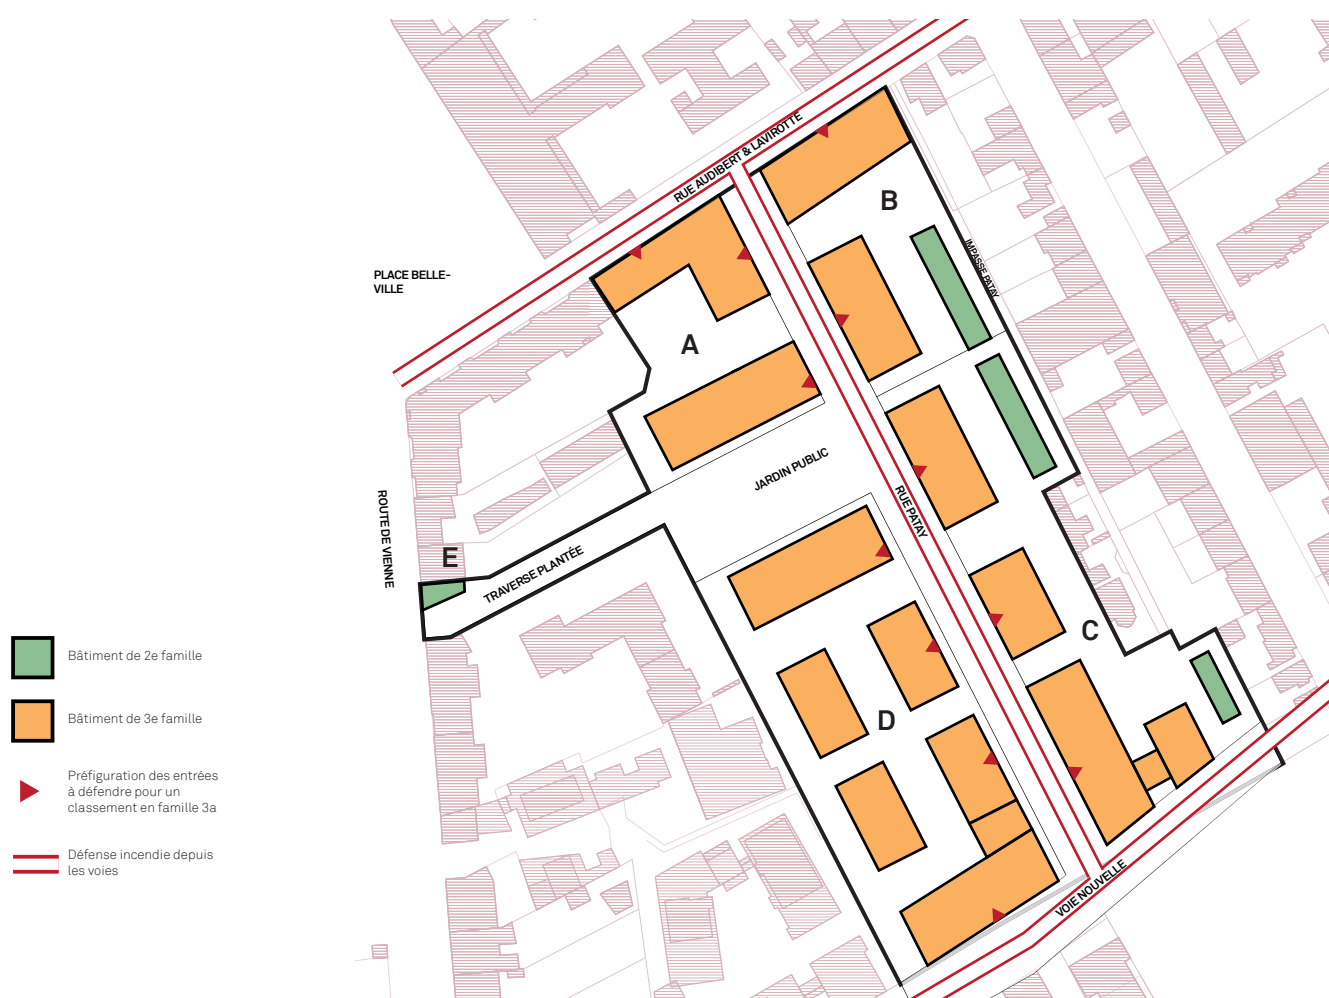 RUE AUDIBERT & LAVIROTTE
B
IMPASSE PATAY
PLACE BELLE-
VILLE
A
JARDIN PUBLIC
ROUTE DE VIENNE
RUE PATAY
E
TRAVERSE PLANTÉE
C
D
VOIE NOUVELLE
Bâtiment de 2e famille
Bâtiment de 3e famille
Préfiguration des entrées
à défendre pour un
classement en famille 3a
Défense incendie depuis
les voies